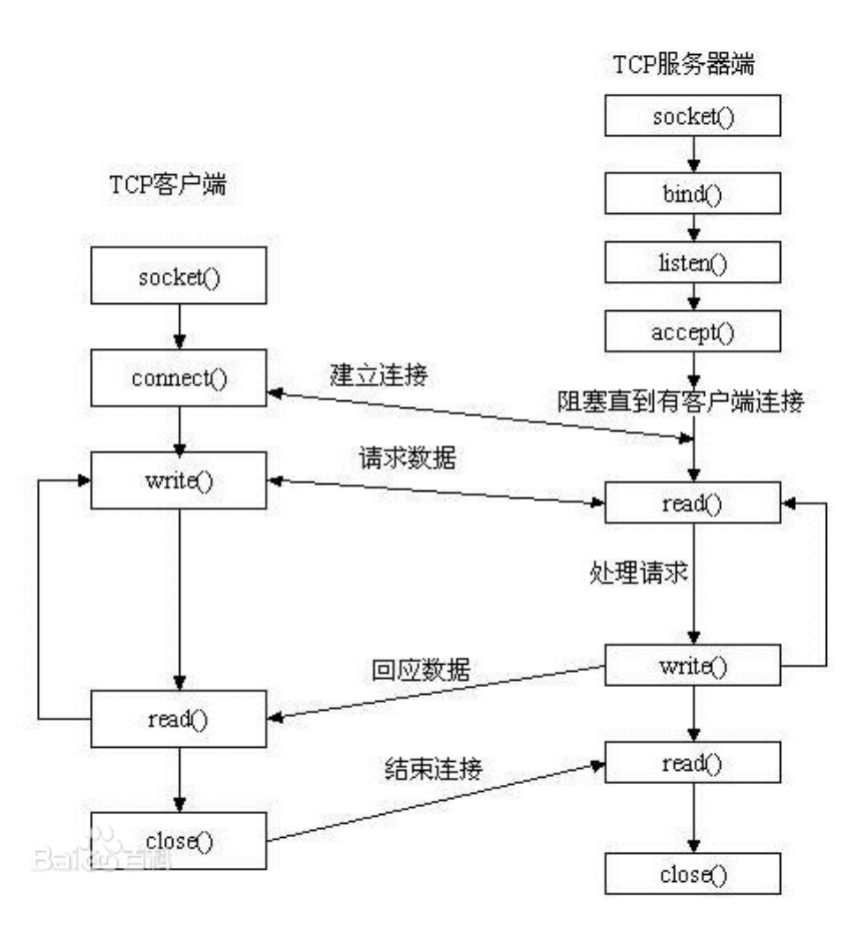 TCP服务器端
socket()
bind()
listen()
accept()
阻塞直到有客户端连接
read()
处理请求
write()
read()
close()
TCP客户端
socket()
connect()
write()
read()
close()
建立连接
请求数据
回应数据
结束连接
Baidu百科